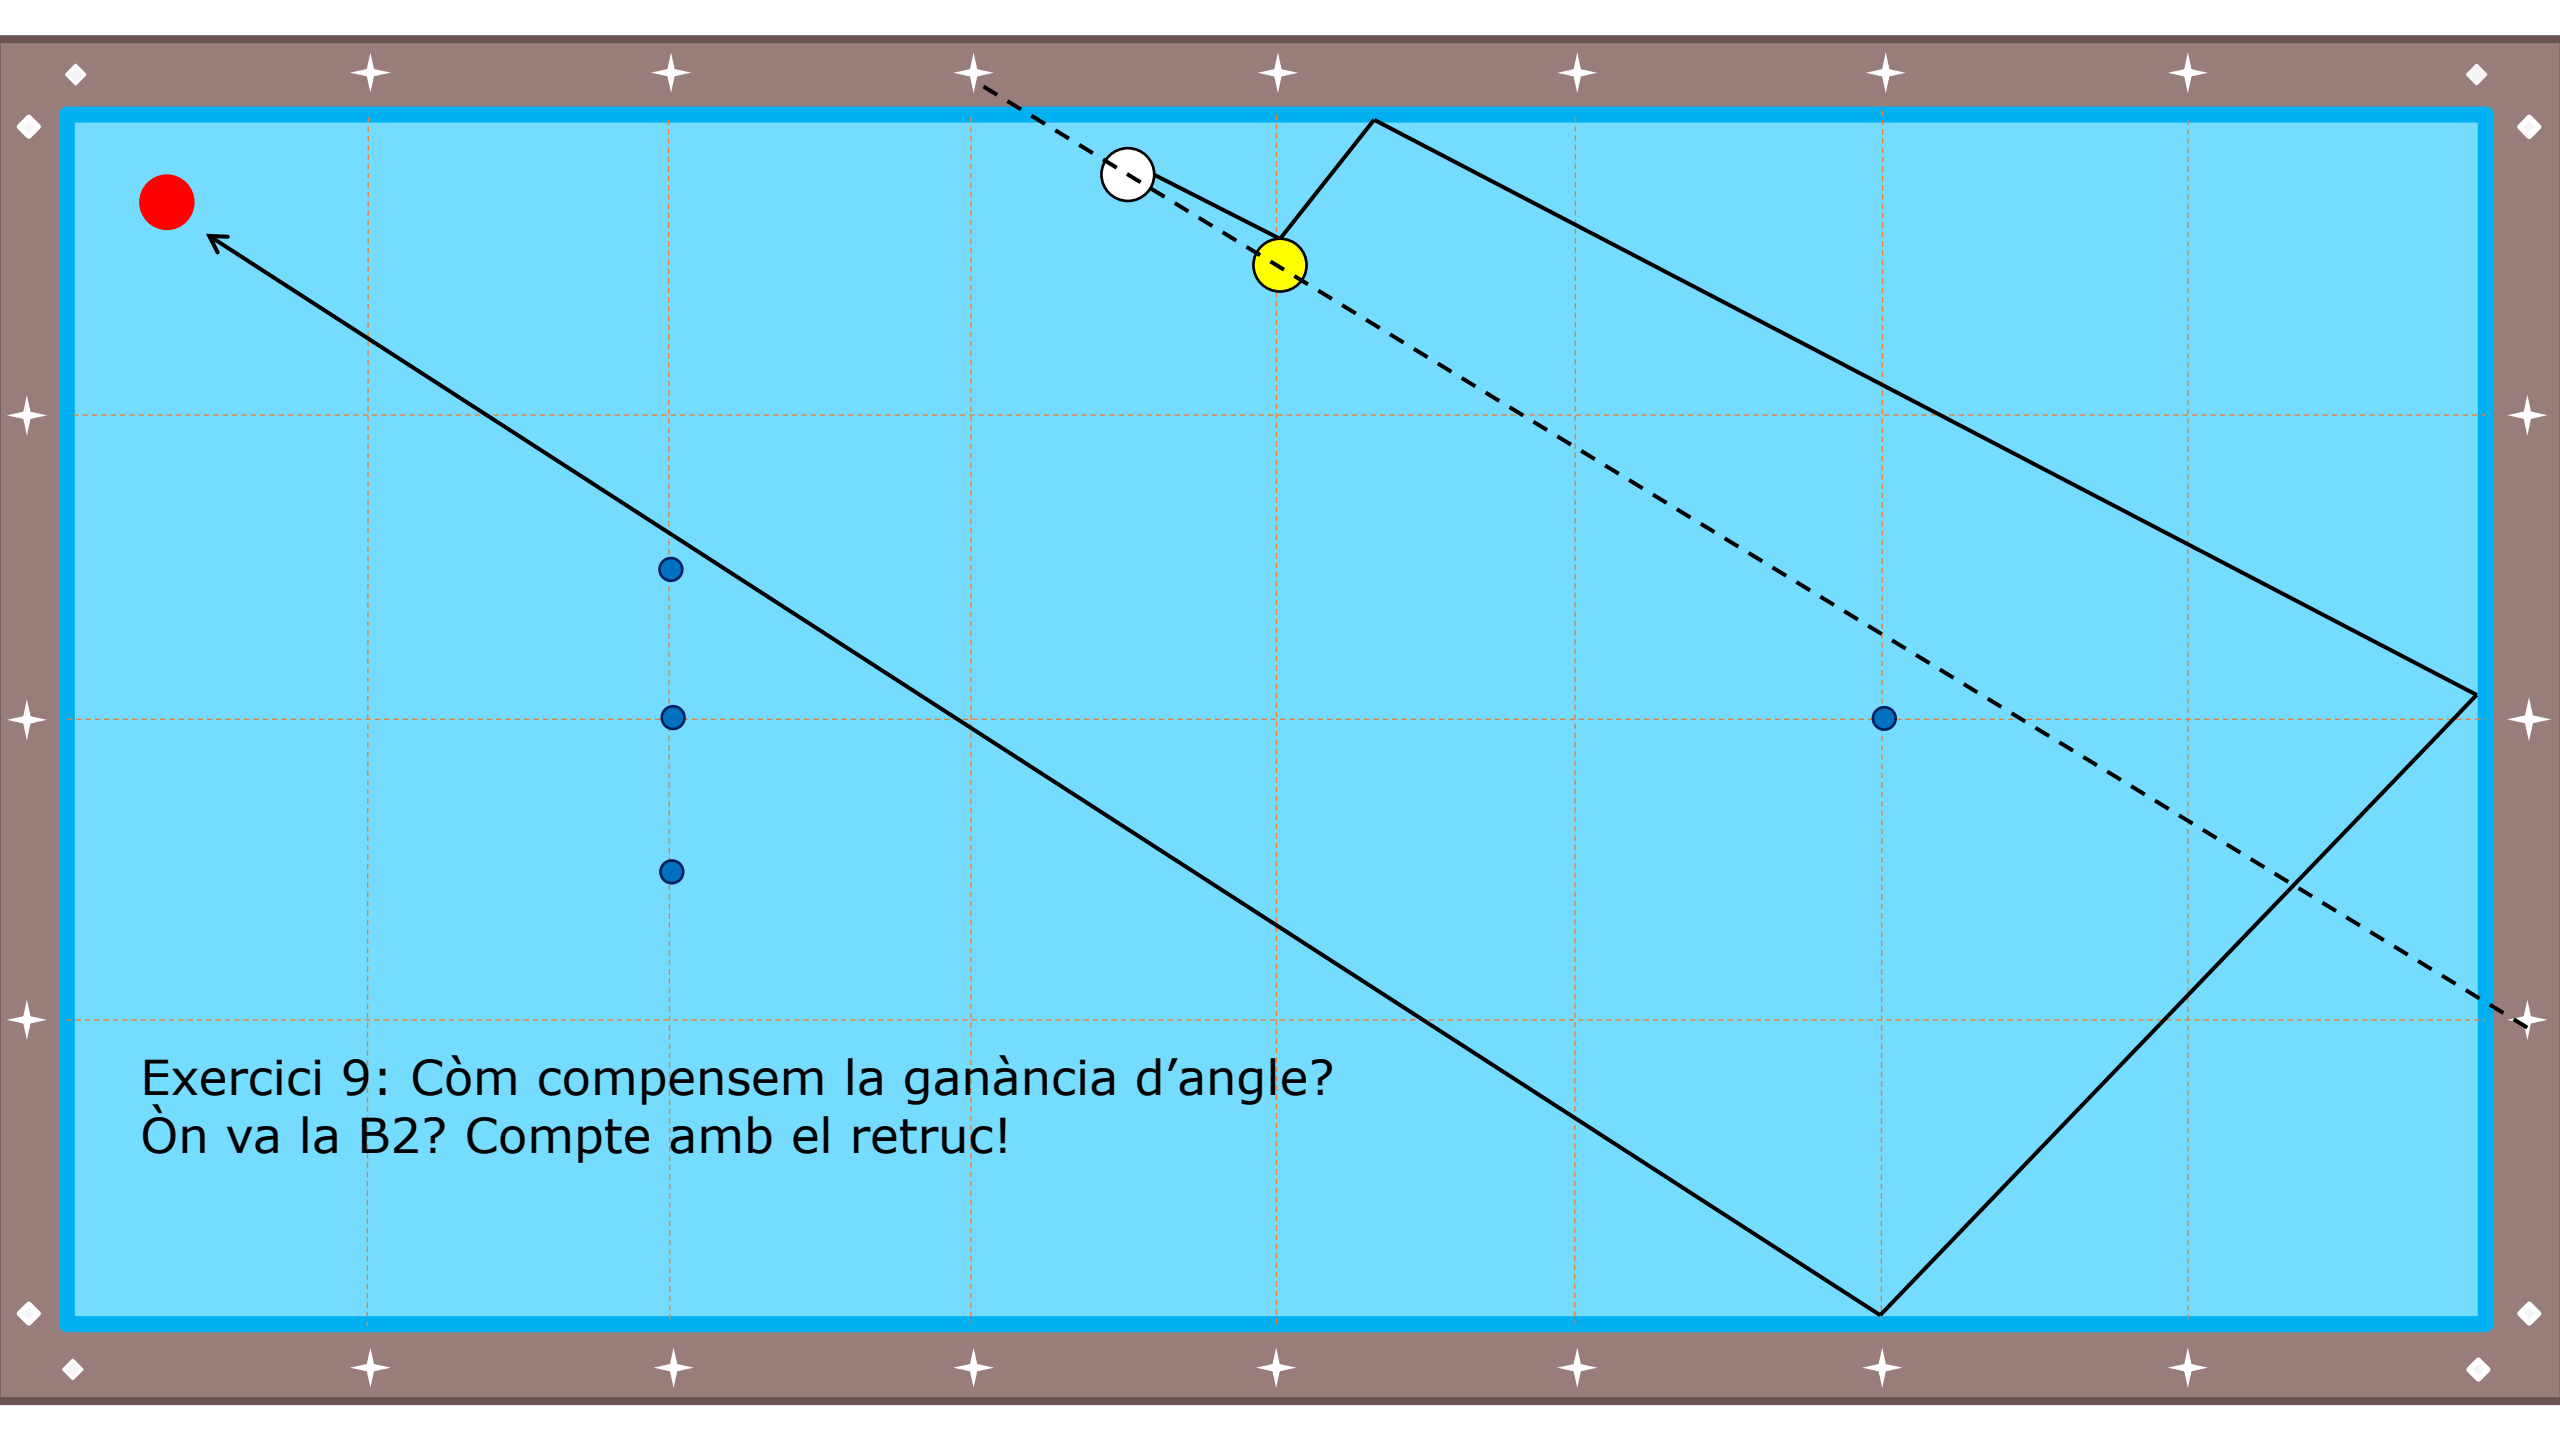 Exercici 9: Còm compensem la ganància d’angle?
Òn va la B2? Compte amb el retruc!